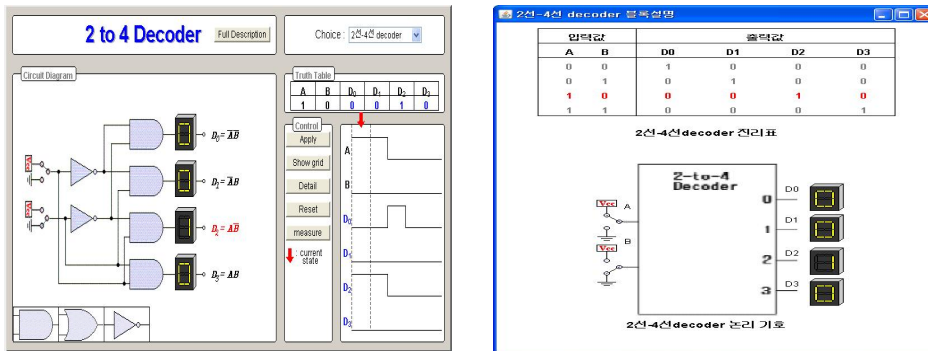 2 to 4 Decoder
Full Description
Choice : 2선-4선 decoder
Circuit Diagram
Vcc
Vcc
D0 = A̅B̅
D1 = A̅B
D2 = AB̅
D3 = AB
Truth Table
A B D0 D1 D2 D3
1 0 0 0 1 0
Control
Apply
Show grid
Detail
Reset
measure
: current
state
A
B
D0
D1
D2
D3
2선-4선 decoder 블록설명
입력값 출력값
A B D0 D1 D2 D3
0 0 1 0 0 0
0 1 0 1 0 0
1 0 0 0 1 0
1 1 0 0 0 1
2선-4선decoder 진리표
2-to-4
Decoder
Vcc A
Vcc B
0 D0
1 D1
2 D2
3 D3
2선-4선decoder 논리 기호